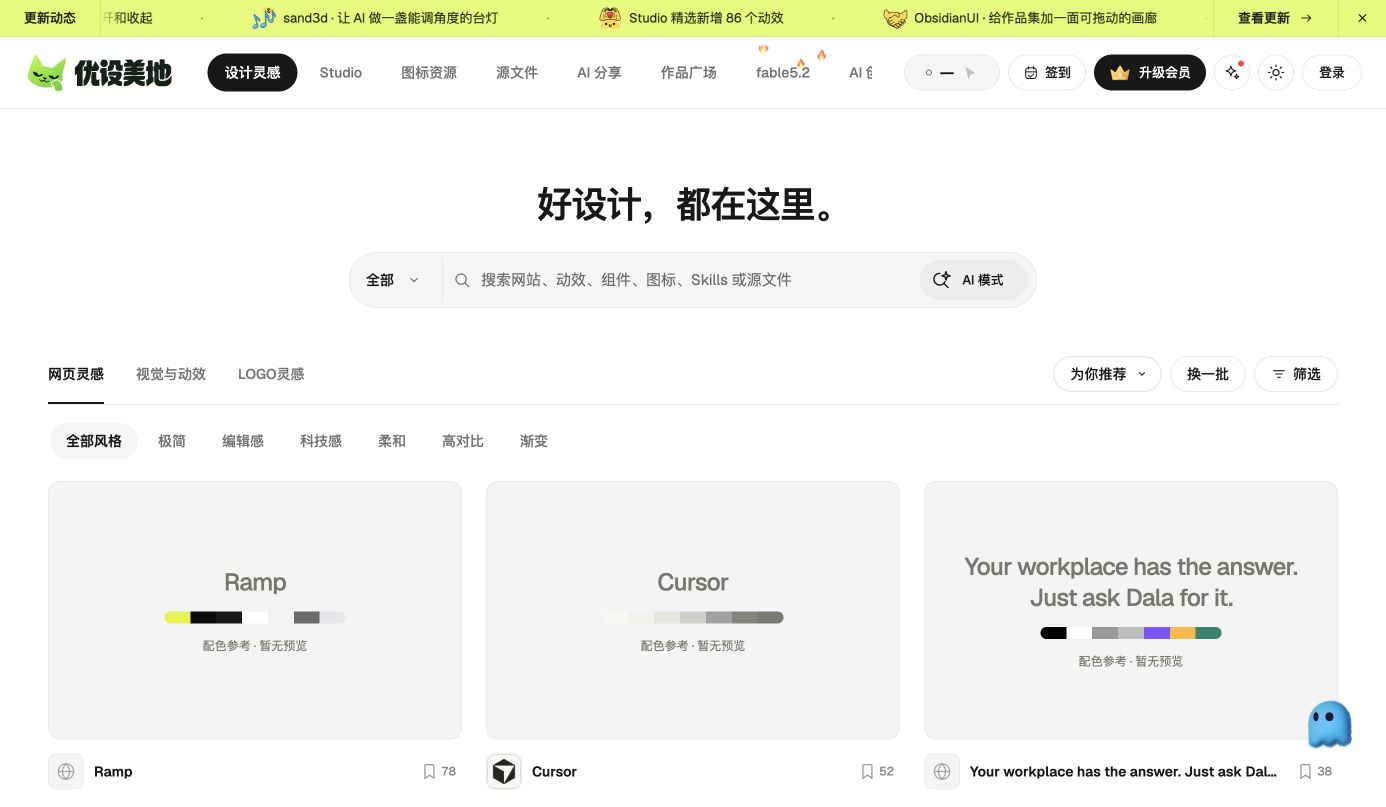 更新动态
和收起
·
sand3d · 让 AI 做一盏能调角度的台灯
·
Studio 精选新增 86 个动效
·
ObsidianUI · 给作品集加一面可拖动的画廊
查看更新 →
优设美地
设计灵感
Studio
图标资源
源文件
AI 分享
作品广场
fable5.2
AI
签到
升级会员
登录
好设计，都在这里。
全部
搜索网站、动效、组件、图标、Skills 或源文件
AI 模式
网页灵感
视觉与动效
LOGO灵感
为你推荐
换一批
筛选
全部风格
极简
编辑感
科技感
柔和
高对比
渐变
Ramp
配色参考 · 暂无预览
Cursor
配色参考 · 暂无预览
Your workplace has the answer.
Just ask Dala for it.
配色参考 · 暂无预览
Ramp
78
Cursor
52
Your workplace has the answer. Just ask Dal...
38